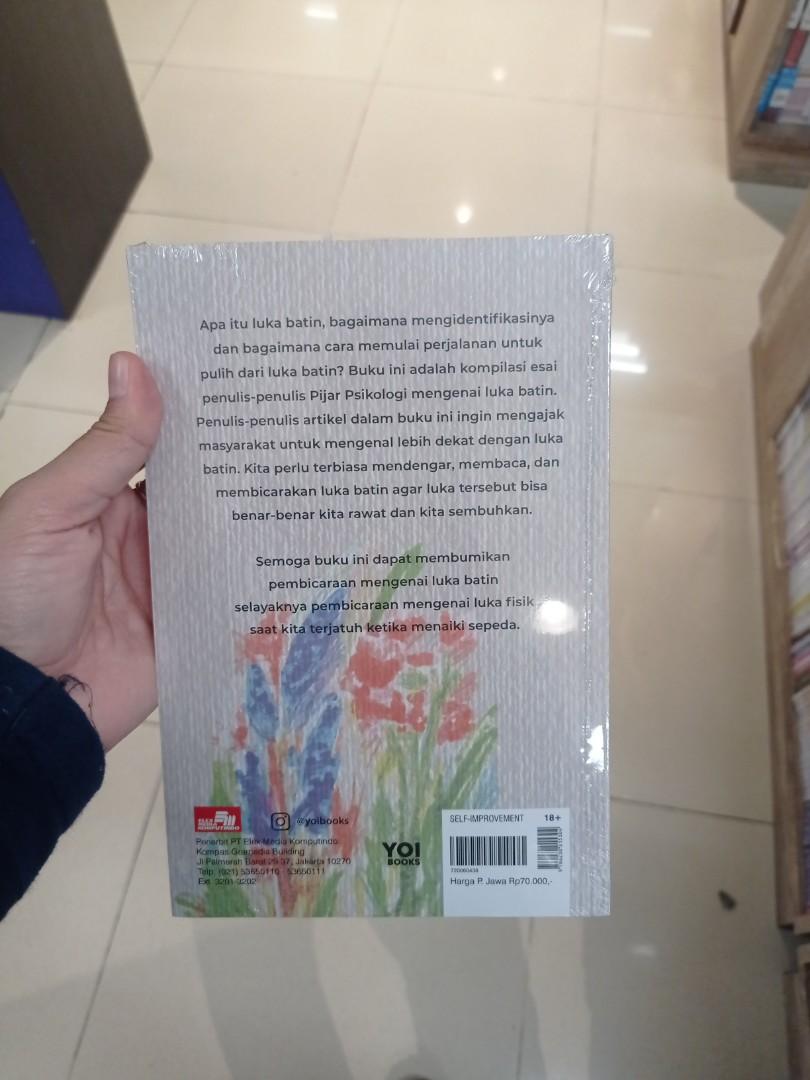 Apa itu luka batin, bagaimana mengidentifikasinya
dan bagaimana cara memulai perjalanan untuk
pulih dari luka batin? Buku ini adalah kompilasi esai
penulis-penulis Pijar Psikologi mengenai luka batin.
Penulis-penulis artikel dalam buku ini ingin mengajak
masyarakat untuk mengenal lebih dekat dengan luka
batin. Kita perlu terbiasa mendengar, membaca, dan
membicarakan luka batin agar luka tersebut bisa
benar-benar kita rawat dan kita sembuhkan.
Semoga buku ini dapat membumikan
pembicaraan mengenai luka batin
selayaknya pembicaraan mengenai luka fisik
saat kita terjatuh ketika menaiki sepeda.
ELEX
MEDIA
KOMPUTINDO
@yoibooks
Penerbit PT Elex Media Komputindo
Kompas Gramedia Building
Jl Palmerah Barat 29-37, Jakarta 10270
Telp. (021) 53650110 - 53650111
Ext. 3201-3202
YOI
BOOKS
SELF-IMPROVEMENT 18+
720060438
Harga P. Jawa Rp70.000,-